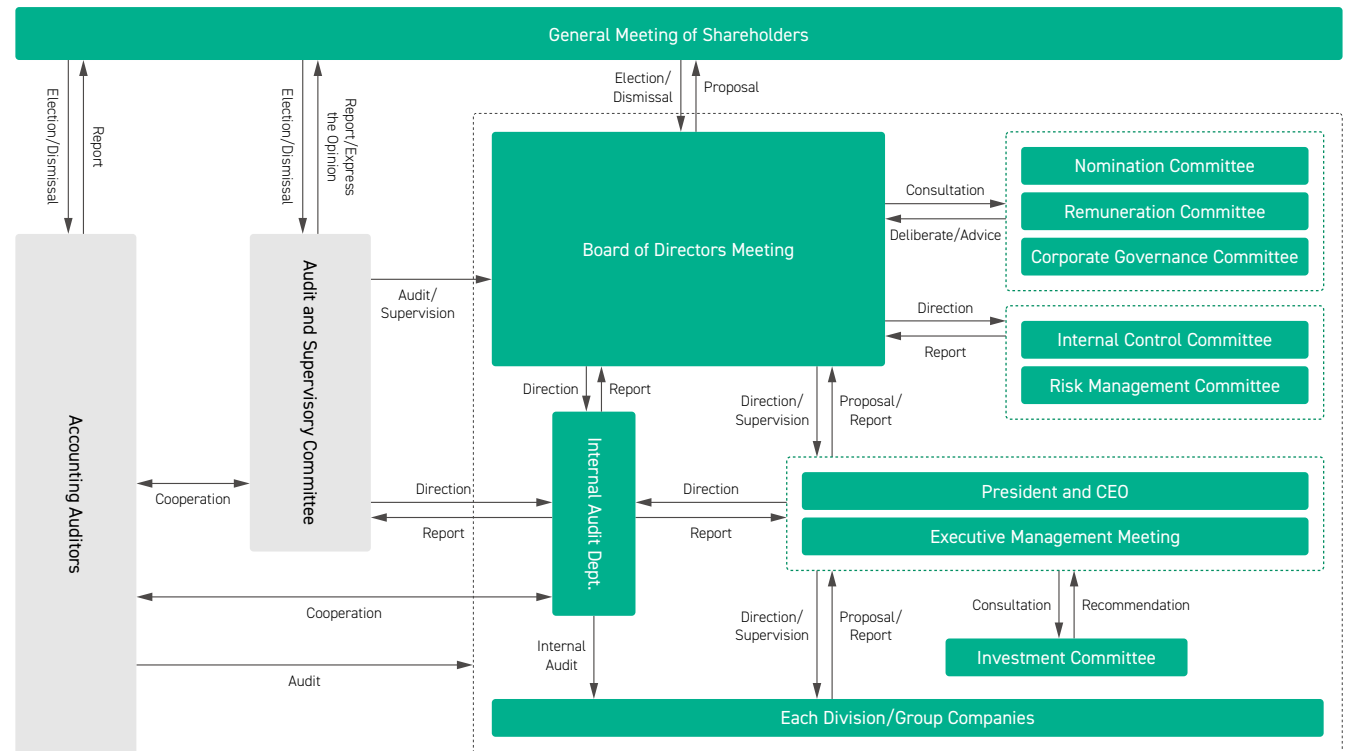 General Meeting of Shareholders
Election/Dismissal
Report
Election/Dismissal
Report/Express
the Opinion
Election/
Dismissal
Proposal
Board of Directors Meeting
Consultation
Deliberate/Advice
Nomination Committee
Remuneration Committee
Corporate Governance Committee
Direction
Report
Internal Control Committee
Risk Management Committee
Accounting Auditors
Audit and Supervisory Committee
Audit/
Supervision
Direction
Report
Direction/
Supervision
Proposal/
Report
Cooperation
Direction
Report
Internal Audit Dept.
Direction
Report
President and CEO
Executive Management Meeting
Cooperation
Audit
Internal
Audit
Direction/
Supervision
Proposal/
Report
Consultation
Recommendation
Investment Committee
Each Division/Group Companies